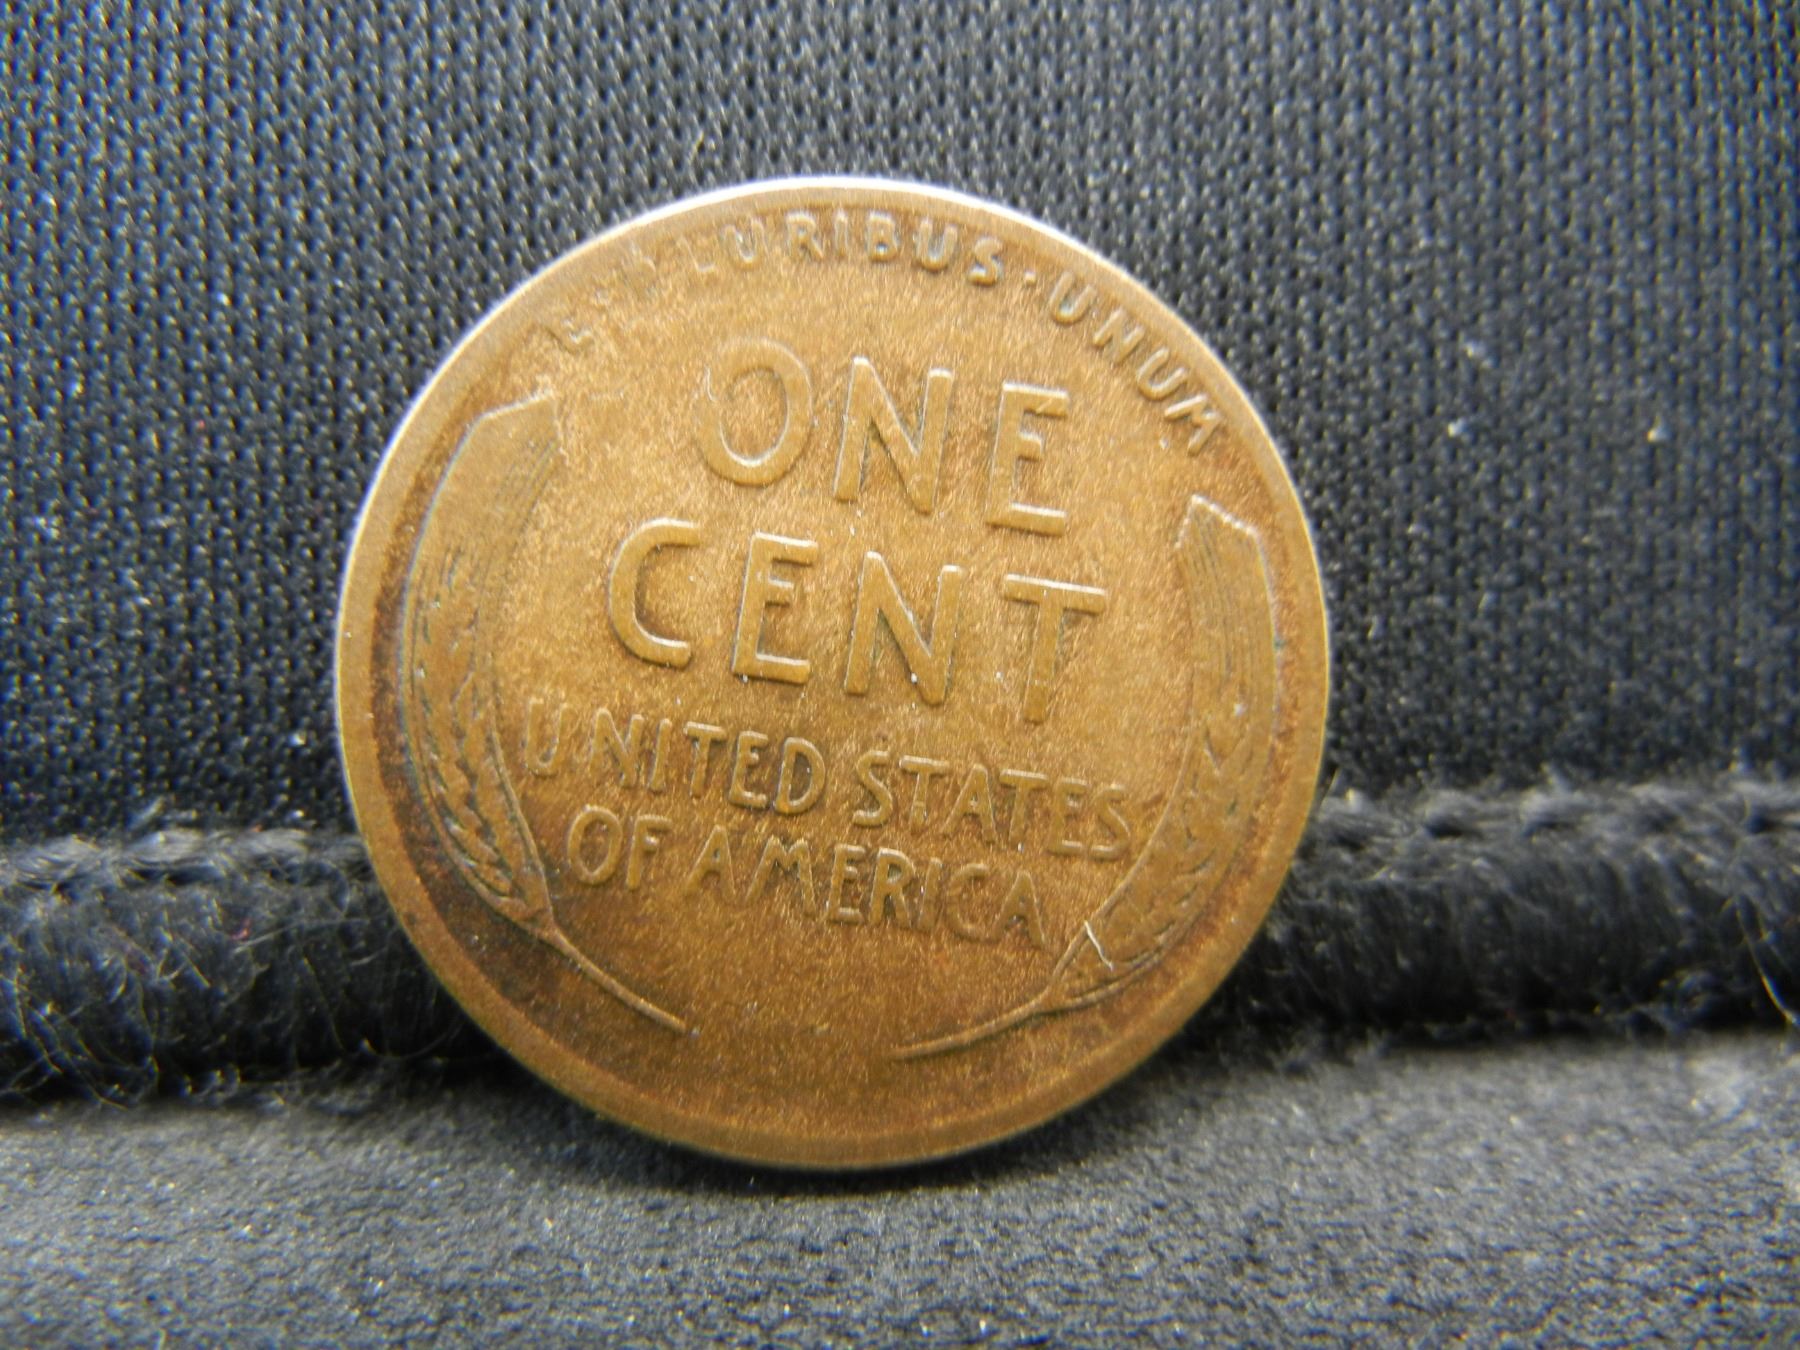 E · PLURIBUS · UNUM
ONE
CENT
UNITED STATES
OF AMERICA